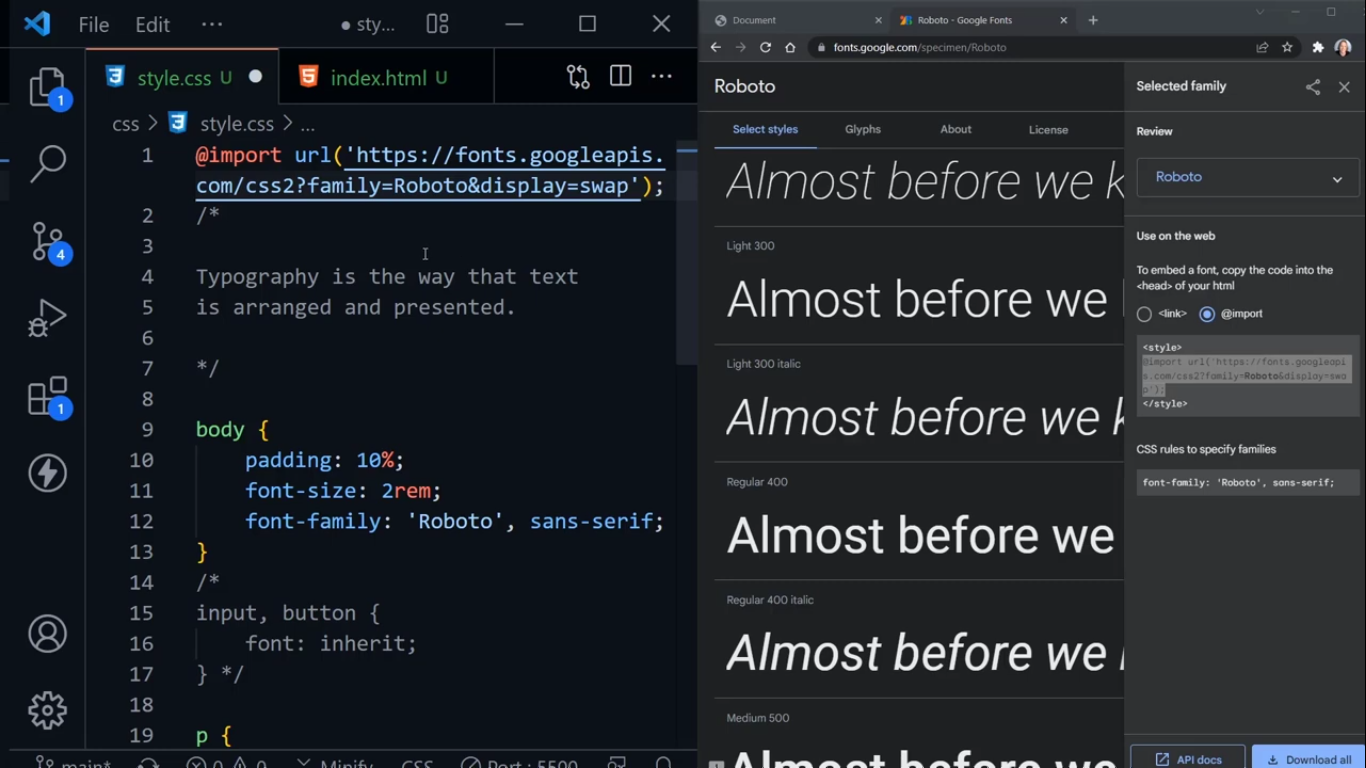 File Edit ··· ● sty...
style.css U ● index.html U ···
css > style.css > ...
1 @import url('https://fonts.googleapis.
com/css2?family=Roboto&display=swap');
2 /*
3
4 Typography is the way that text
5 is arranged and presented.
6
7 */
8
9 body {
10 padding: 10%;
11 font-size: 2rem;
12 font-family: 'Roboto', sans-serif;
13 }
14 /*
15 input, button {
16 font: inherit;
17 } */
18
19 p {
1
4
1
main* 0 0 Minify CSS Port : 5500
Document Roboto - Google Fonts
fonts.google.com/specimen/Roboto
Roboto
Select styles Glyphs About License
Almost before we k
Light 300
Almost before we
Light 300 italic
Almost before we k
Regular 400
Almost before we
Regular 400 italic
Almost before we
Medium 500
Almost before we
Selected family
Review
Roboto
Use on the web
To embed a font, copy the code into the
<head> of your html
<link> @import
<style>
@import url('https://fonts.googleapi
s.com/css2?family=Roboto&display=swa
p');
</style>
CSS rules to specify families
font-family: 'Roboto', sans-serif;
API docs Download all